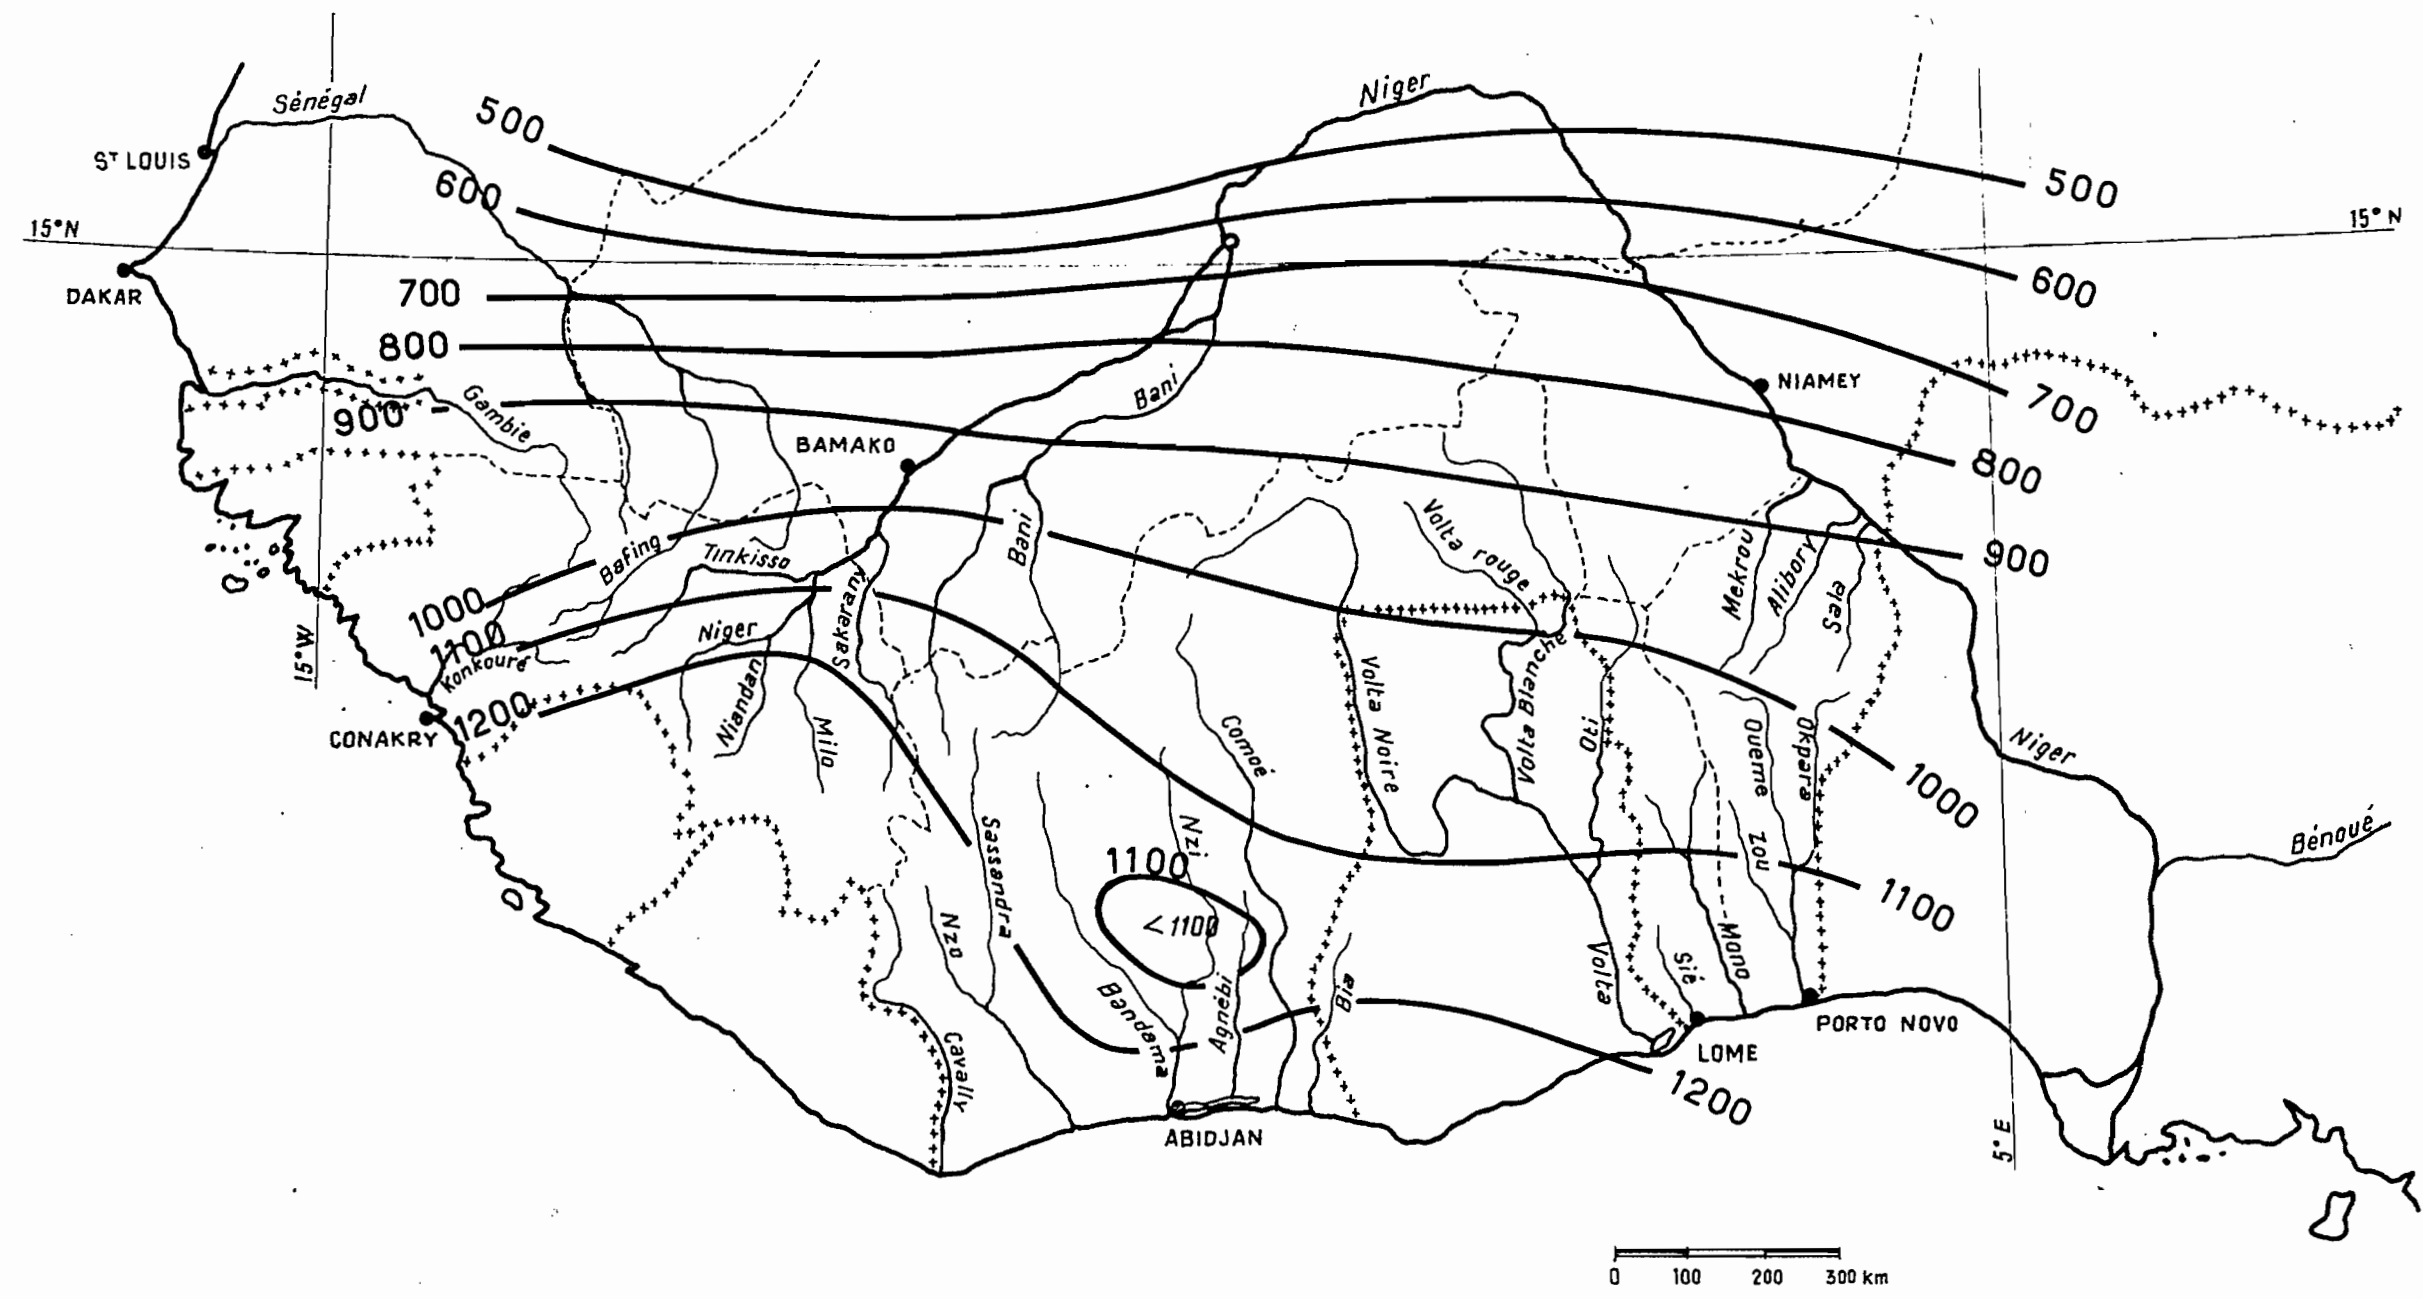 Niger
Sénégal
500
ST LOUIS
600
500
15°N
15°N
DAKAR
700
600
800
NIAMEY
700
Gambie
Bani
900
BAMAKO
800
Volta rouge
Bani
Bafing
Tinkisso
Mekrou
Alibory
Sala
900
1000
1100
Konkouré
Niger
Sakarany
15°W
Niandan
Milo
Volta Noire
Volta Blanche
Oti
Oueme
Okpara
1200
CONAKRY
Comoé
Niger
1000
Sassandra
Nzi
Zou
Bénoué
1100
<1100
1100
Nzo
Mono
Sié
Volta
Bandama
Agnébi
Bia
PORTO NOVO
Cavally
LOME
1200
ABIDJAN
5°E
0 100 200 300 km